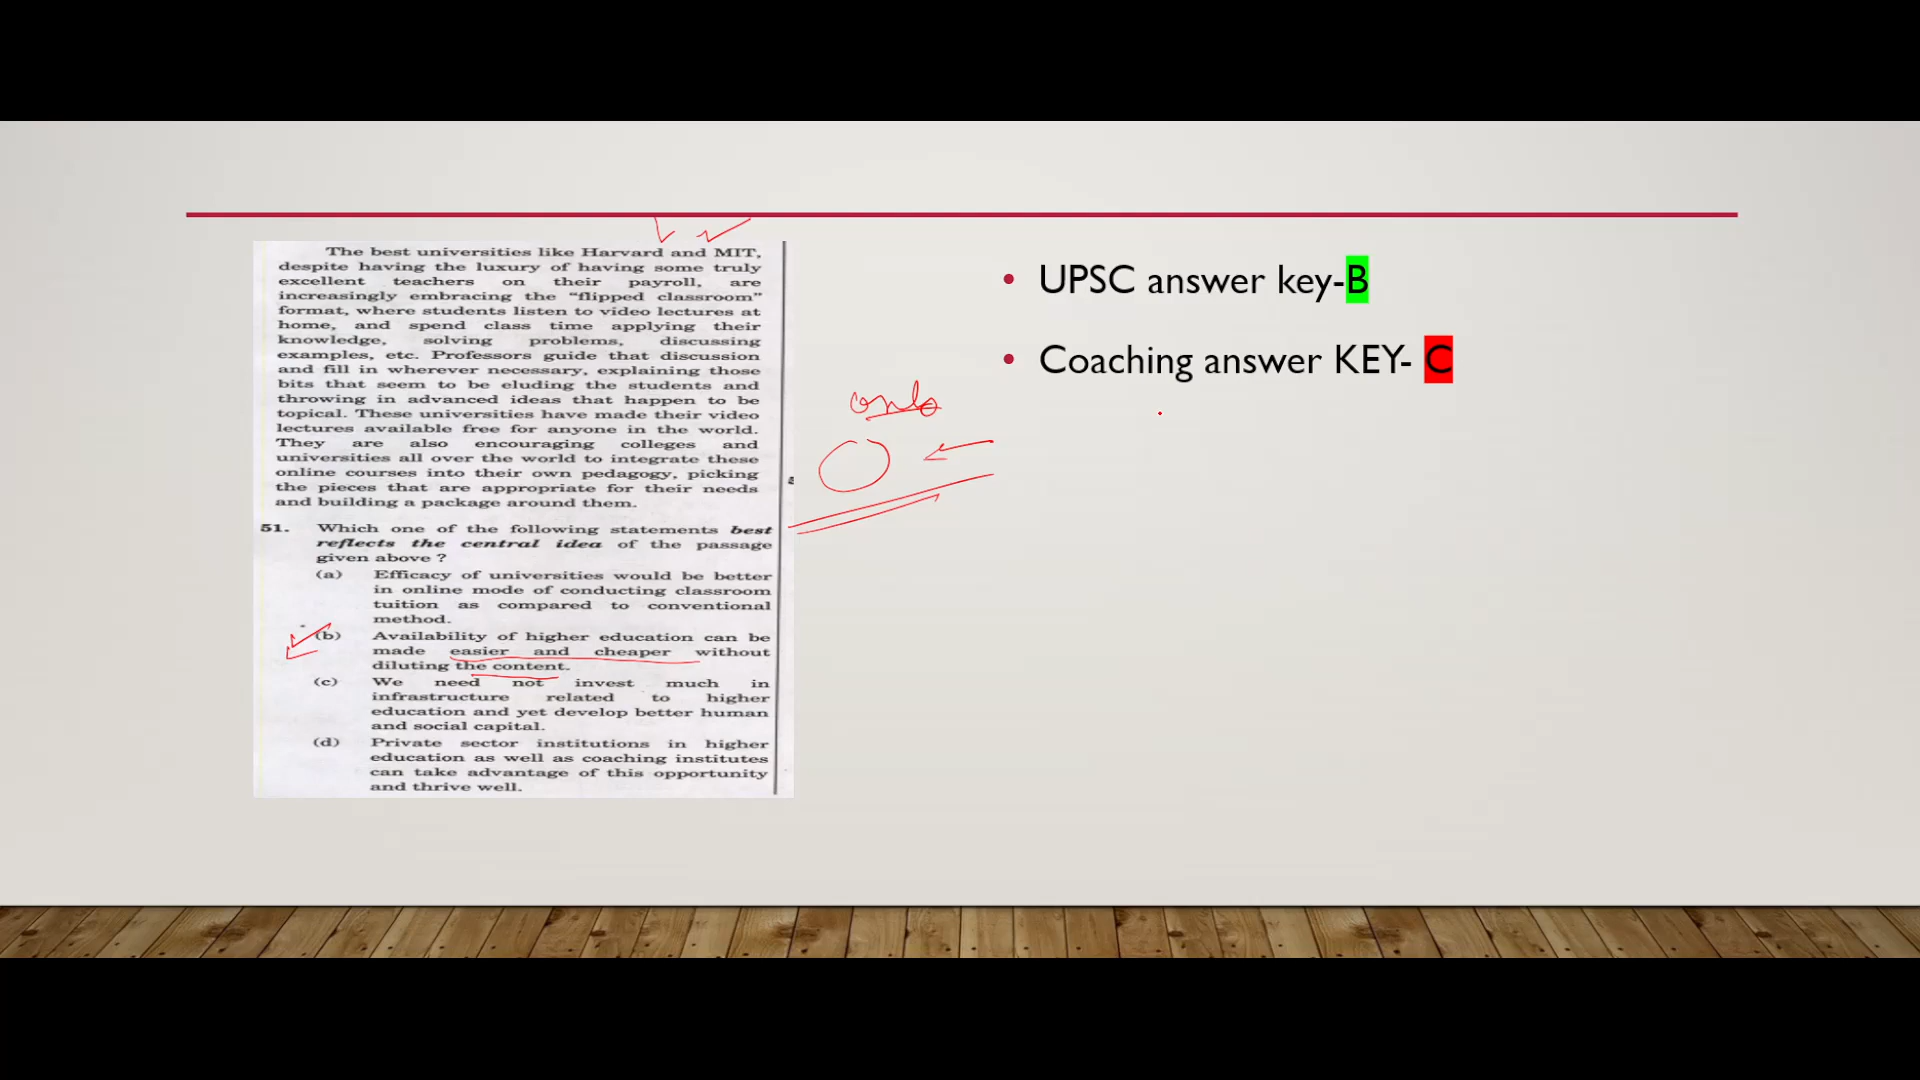 The best universities like Harvard and MIT,
despite having the luxury of having some truly
excellent teachers on their payroll, are
increasingly embracing the “flipped classroom”
format, where students listen to video lectures at
home, and spend class time applying their
knowledge, solving problems, discussing
examples, etc. Professors guide that discussion
and fill in wherever necessary, explaining those
bits that seem to be eluding the students and
throwing in advanced ideas that happen to be
topical. These universities have made their video
lectures available free for anyone in the world.
They are also encouraging colleges and
universities all over the world to integrate these
online courses into their own pedagogy, picking
the pieces that are appropriate for their needs
and building a package around them.
51. Which one of the following statements best
reflects the central idea of the passage
given above ?
(a) Efficacy of universities would be better
in online mode of conducting classroom
tuition as compared to conventional
method.
(b) Availability of higher education can be
made easier and cheaper without
diluting the content.
(c) We need not invest much in
infrastructure related to higher
education and yet develop better human
and social capital.
(d) Private sector institutions in higher
education as well as coaching institutes
can take advantage of this opportunity
and thrive well.
• UPSC answer key-B
• Coaching answer KEY- C